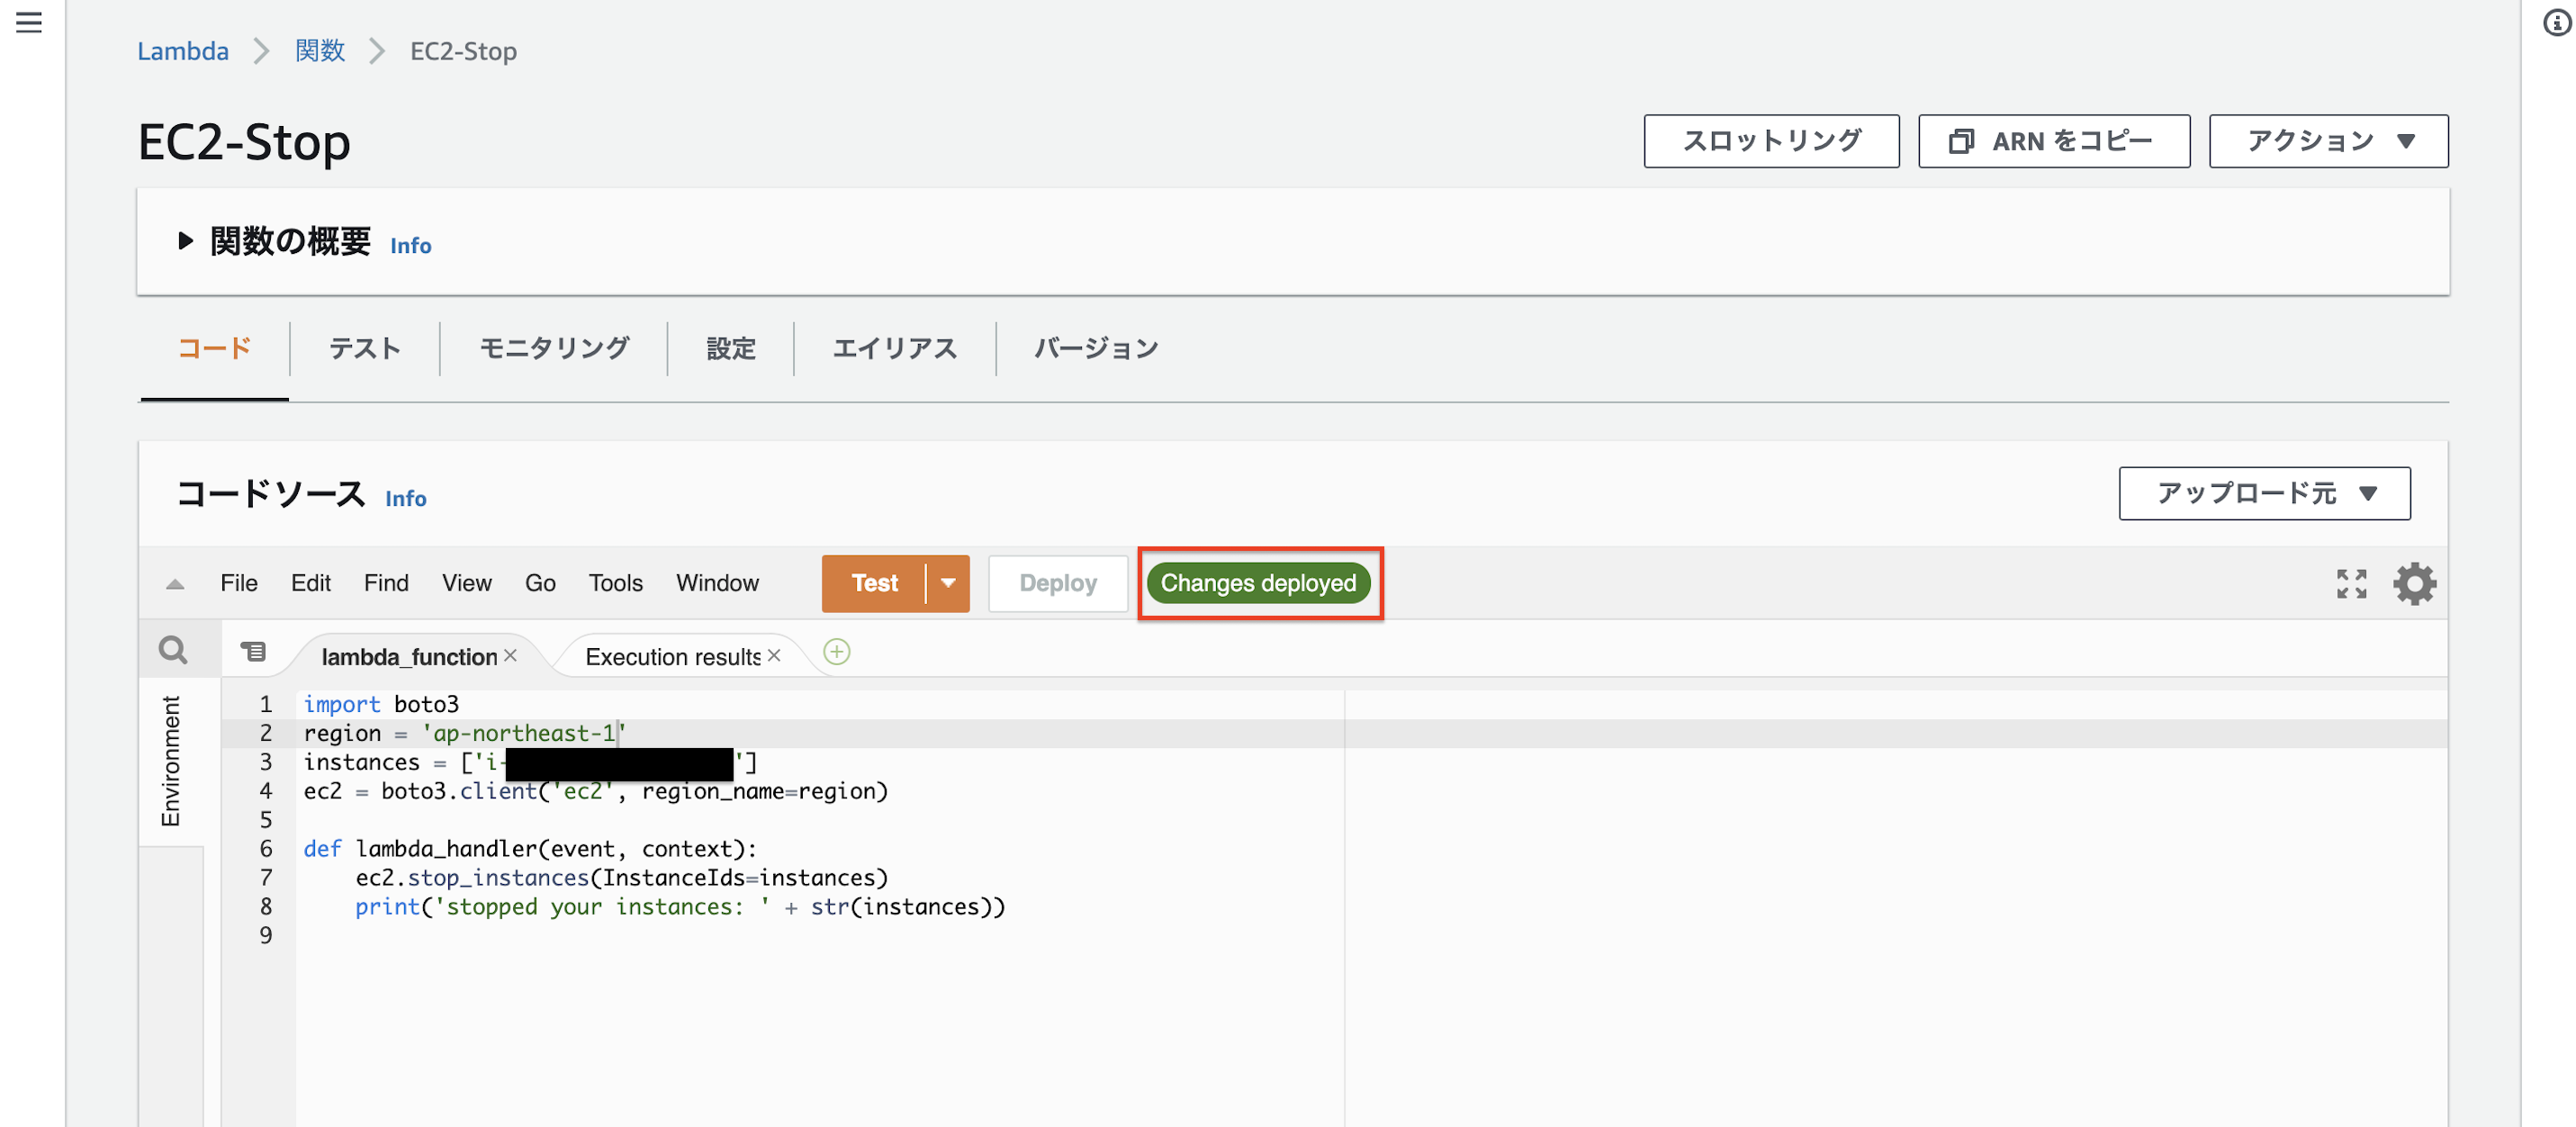 Lambda > 関数 > EC2-Stop
EC2-Stop
スロットリング
ARN をコピー
アクション ▼
▶ 関数の概要 Info
コード
テスト
モニタリング
設定
エイリアス
バージョン
コードソース Info
アップロード元 ▼
File Edit Find View Go Tools Window
Test
Deploy
Changes deployed
lambda_function ×
Execution results ×
Environment
1 import boto3
2 region = 'ap-northeast-1'
3 instances = ['i-']
4 ec2 = boto3.client('ec2', region_name=region)
5
6 def lambda_handler(event, context):
7     ec2.stop_instances(InstanceIds=instances)
8     print('stopped your instances: ' + str(instances))
9